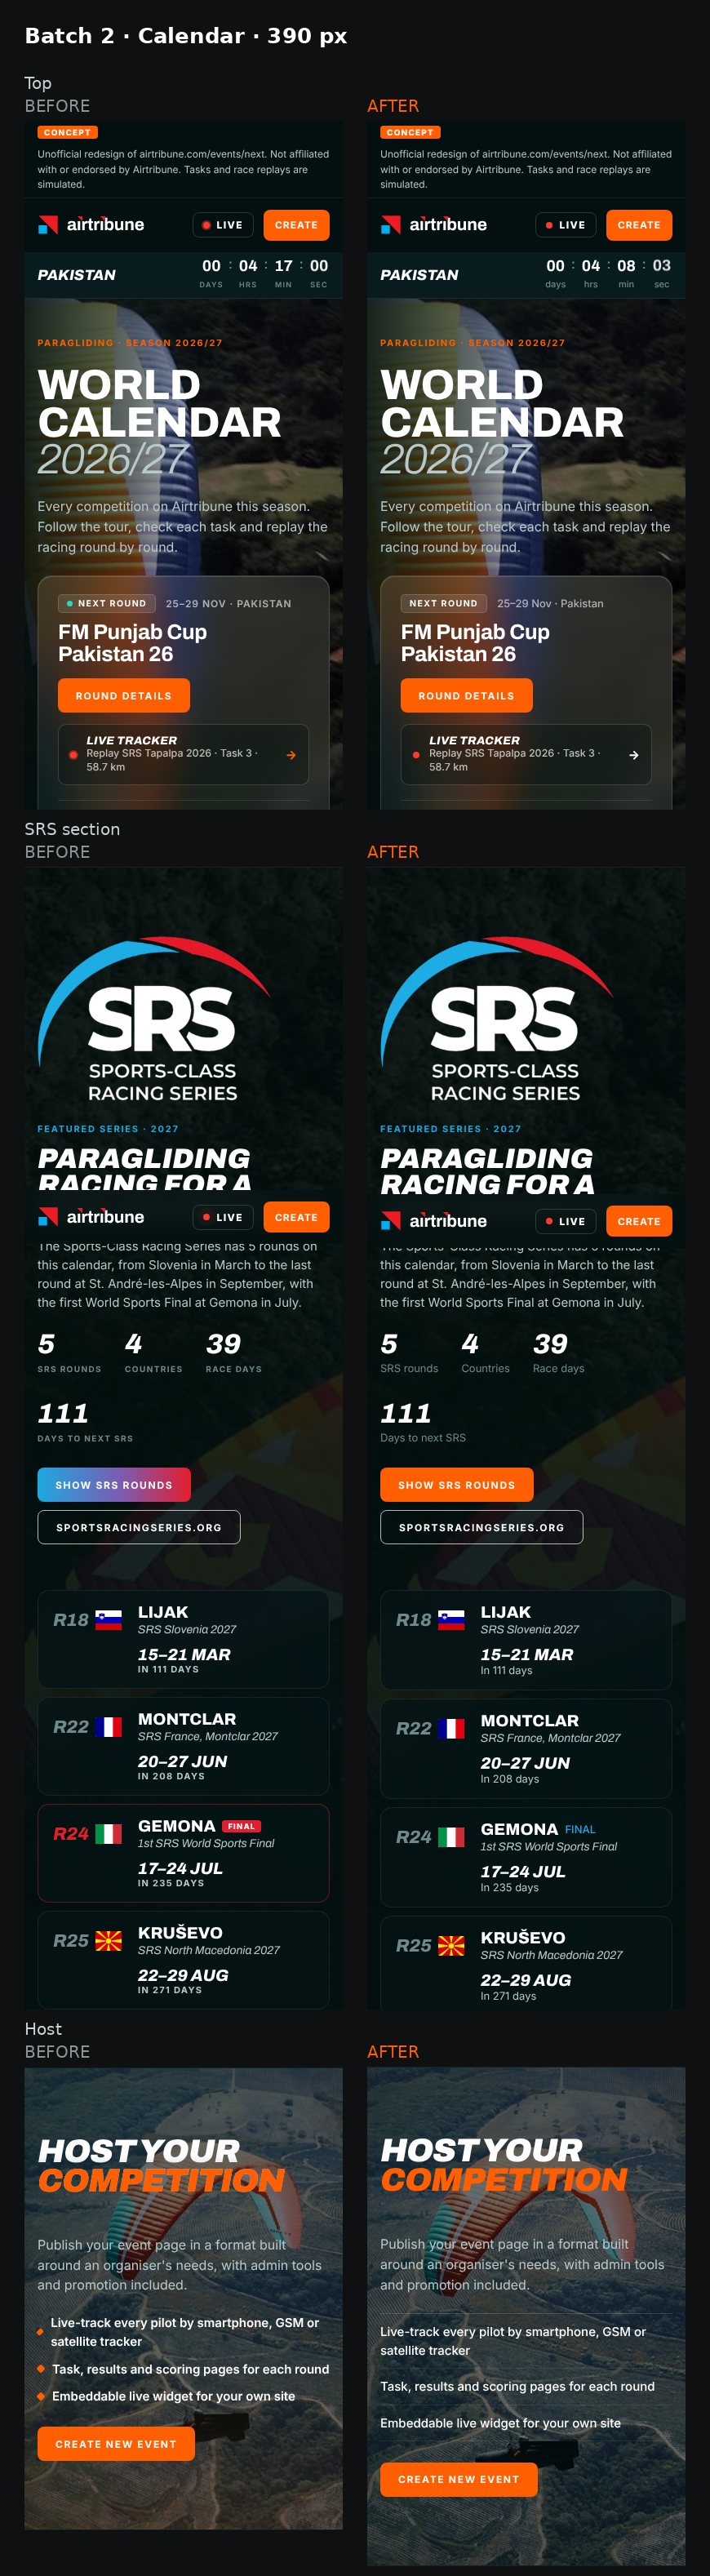 Batch 2 · Calendar · 390 px
Top
BEFORE
CONCEPT
Unofficial redesign of airtribune.com/events/next. Not affiliated
with or endorsed by Airtribune. Tasks and race replays are
simulated.
airtribune
LIVE
CREATE
PAKISTAN
00 : 04 : 17 : 00
DAYS HRS MIN SEC
PARAGLIDING · SEASON 2026/27
WORLD
CALENDAR
2026/27
Every competition on Airtribune this season.
Follow the tour, check each task and replay the
racing round by round.
NEXT ROUND
25–29 NOV · PAKISTAN
FM Punjab Cup
Pakistan 26
ROUND DETAILS
LIVE TRACKER
Replay SRS Tapalpa 2026 · Task 3 ·
58.7 km
→
AFTER
CONCEPT
Unofficial redesign of airtribune.com/events/next. Not affiliated
with or endorsed by Airtribune. Tasks and race replays are
simulated.
airtribune
LIVE
CREATE
PAKISTAN
00 : 04 : 08 : 03
days hrs min sec
PARAGLIDING · SEASON 2026/27
WORLD
CALENDAR
2026/27
Every competition on Airtribune this season.
Follow the tour, check each task and replay the
racing round by round.
NEXT ROUND
25–29 Nov · Pakistan
FM Punjab Cup
Pakistan 26
ROUND DETAILS
LIVE TRACKER
Replay SRS Tapalpa 2026 · Task 3 ·
58.7 km
→
SRS section
BEFORE
SRS
SPORTS-CLASS
RACING SERIES
FEATURED SERIES · 2027
PARAGLIDING
RACING FOR A
airtribune
LIVE
CREATE
The Sports-Class Racing Series has 5 rounds on
this calendar, from Slovenia in March to the last
round at St. André-les-Alpes in September, with
the first World Sports Final at Gemona in July.
5 4 39
SRS ROUNDS COUNTRIES RACE DAYS
111
DAYS TO NEXT SRS
SHOW SRS ROUNDS
SPORTSRACINGSERIES.ORG
R18
LIJAK
SRS Slovenia 2027
15–21 MAR
IN 111 DAYS
R22
MONTCLAR
SRS France, Montclar 2027
20–27 JUN
IN 208 DAYS
R24
GEMONA FINAL
1st SRS World Sports Final
17–24 JUL
IN 235 DAYS
R25
KRUŠEVO
SRS North Macedonia 2027
22–29 AUG
IN 271 DAYS
AFTER
SRS
SPORTS-CLASS
RACING SERIES
FEATURED SERIES · 2027
PARAGLIDING
RACING FOR A
airtribune
LIVE
CREATE
The Sports-Class Racing Series has 5 rounds on
this calendar, from Slovenia in March to the last
round at St. André-les-Alpes in September, with
the first World Sports Final at Gemona in July.
5 4 39
SRS rounds Countries Race days
111
Days to next SRS
SHOW SRS ROUNDS
SPORTSRACINGSERIES.ORG
R18
LIJAK
SRS Slovenia 2027
15–21 MAR
In 111 days
R22
MONTCLAR
SRS France, Montclar 2027
20–27 JUN
In 208 days
R24
GEMONA FINAL
1st SRS World Sports Final
17–24 JUL
In 235 days
R25
KRUŠEVO
SRS North Macedonia 2027
22–29 AUG
In 271 days
Host
BEFORE
HOST YOUR
COMPETITION
Publish your event page in a format built
around an organiser's needs, with admin tools
and promotion included.
Live-track every pilot by smartphone, GSM or
satellite tracker
Task, results and scoring pages for each round
Embeddable live widget for your own site
CREATE NEW EVENT
AFTER
HOST YOUR
COMPETITION
Publish your event page in a format built
around an organiser's needs, with admin tools
and promotion included.
Live-track every pilot by smartphone, GSM or
satellite tracker
Task, results and scoring pages for each round
Embeddable live widget for your own site
CREATE NEW EVENT